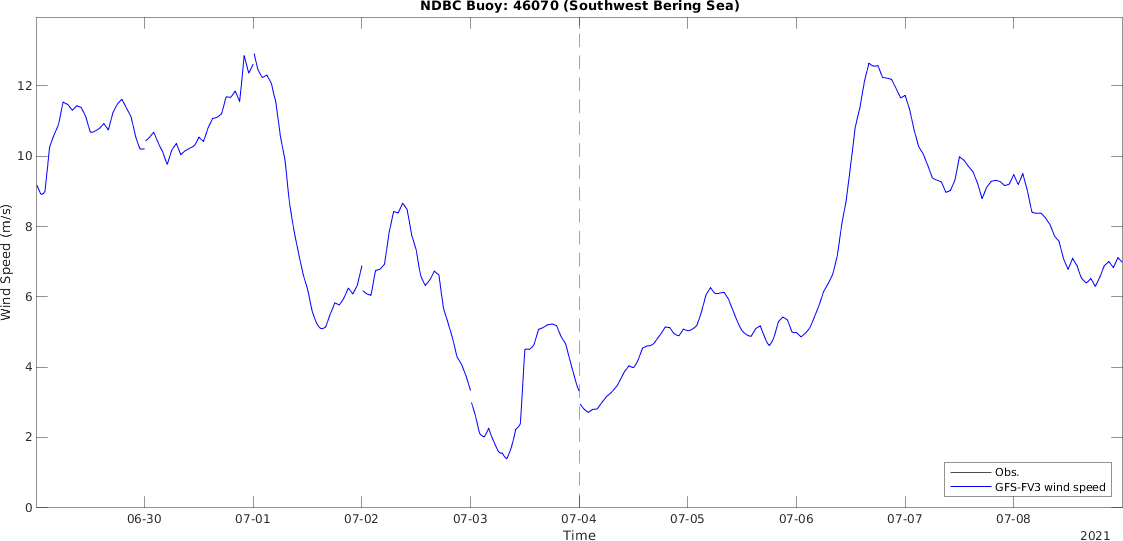 NDBC Buoy: 46070 (Southwest Bering Sea)
Wind Speed (m/s)
12
10
8
6
4
2
0
06-30 07-01 07-02 07-03 07-04 07-05 07-06 07-07 07-08
Time
2021
Obs.
GFS-FV3 wind speed